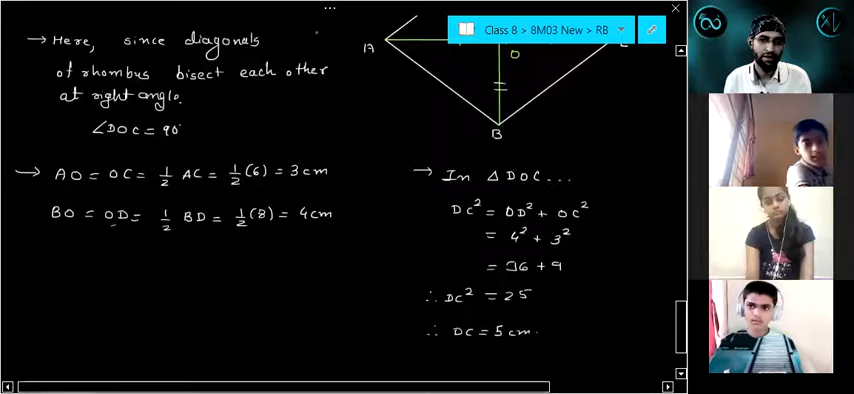 ...
→ Here, since diagonals
of rhombus bisect each other
at right angle.
∠DOC = 90°
→ AO = OC = 1/2 AC = 1/2 (6) = 3 cm
BO = OD = 1/2 BD = 1/2 (8) = 4 cm
Class 8 > 8M03 New > RB
A
O
B
→ In △DOC...
DC² = OD² + OC²
= 4² + 3²
= 36 + 9
∴ DC² = 25
∴ DC = 5 cm.